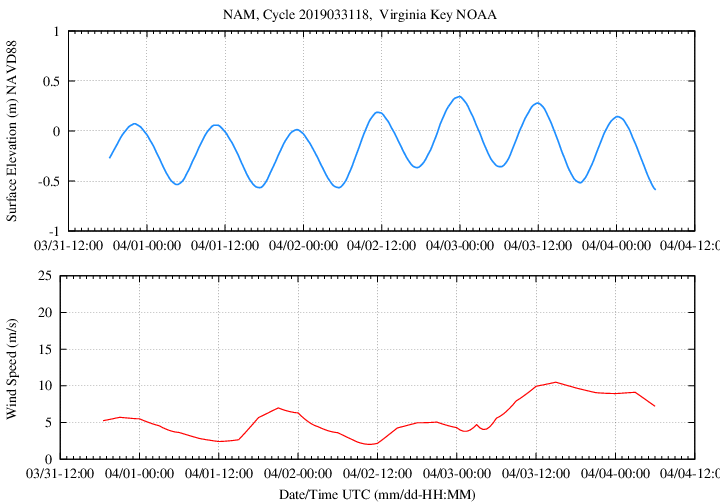 NAM, Cycle 2019033118, Virginia Key NOAA
Surface Elevation (m) NAVD88
1
0.5
0
-0.5
-1
03/31-12:00 04/01-00:00 04/01-12:00 04/02-00:00 04/02-12:00 04/03-00:00 04/03-12:00 04/04-00:00 04/04-12:00
Wind Speed (m/s)
25
20
15
10
5
0
03/31-12:00 04/01-00:00 04/01-12:00 04/02-00:00 04/02-12:00 04/03-00:00 04/03-12:00 04/04-00:00 04/04-12:00
Date/Time UTC (mm/dd-HH:MM)